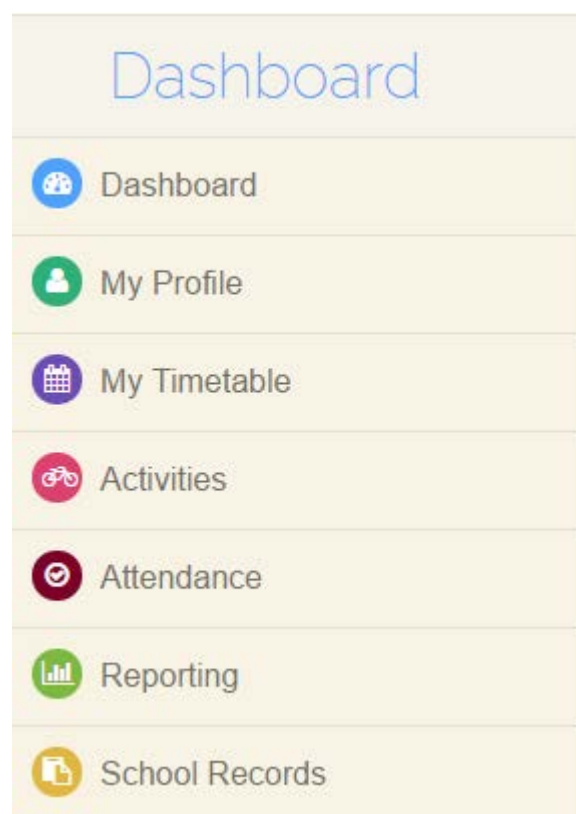 Dashboard
Dashboard
My Profile
My Timetable
Activities
Attendance
Reporting
School Records